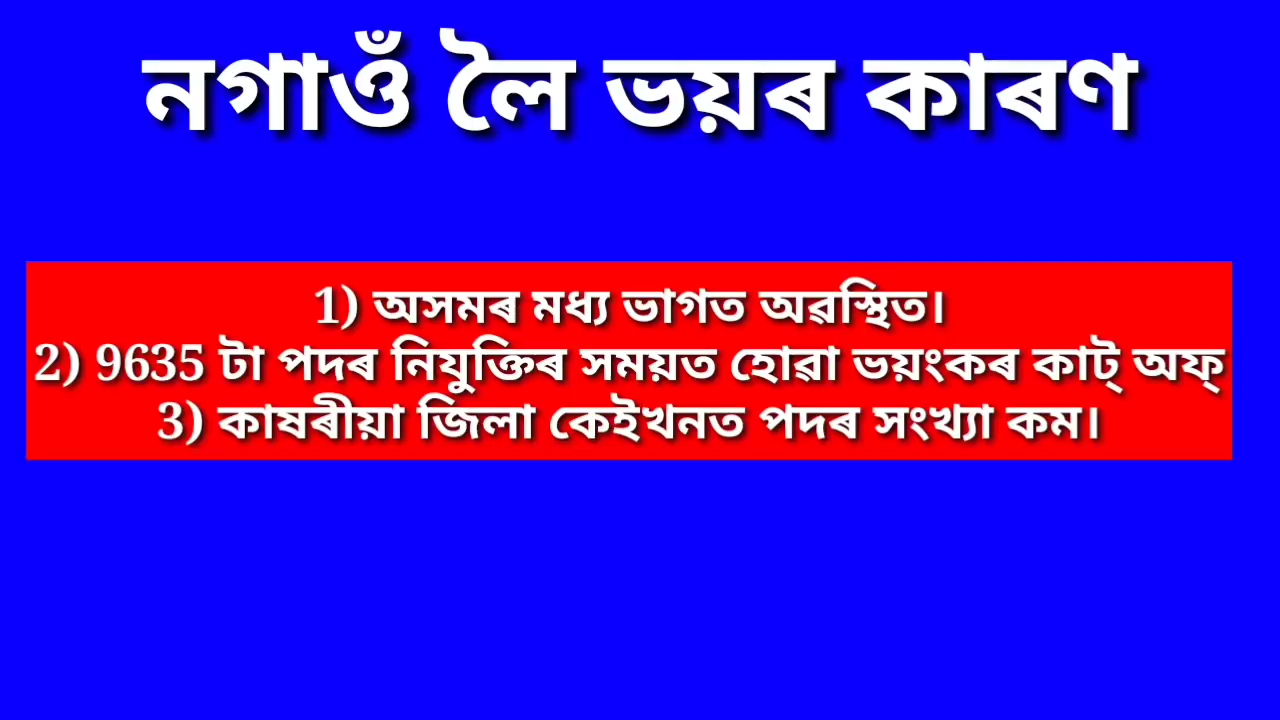 নগাওঁ লৈ ভয়ৰ কাৰণ
1) অসমৰ মধ্য ভাগত অৱস্থিত।
2) 9635 টা পদৰ নিযুক্তিৰ সময়ত হোৱা ভয়ংকৰ কাট্ অফ্
3) কাষৰীয়া জিলা কেইখনত পদৰ সংখ্যা কম।